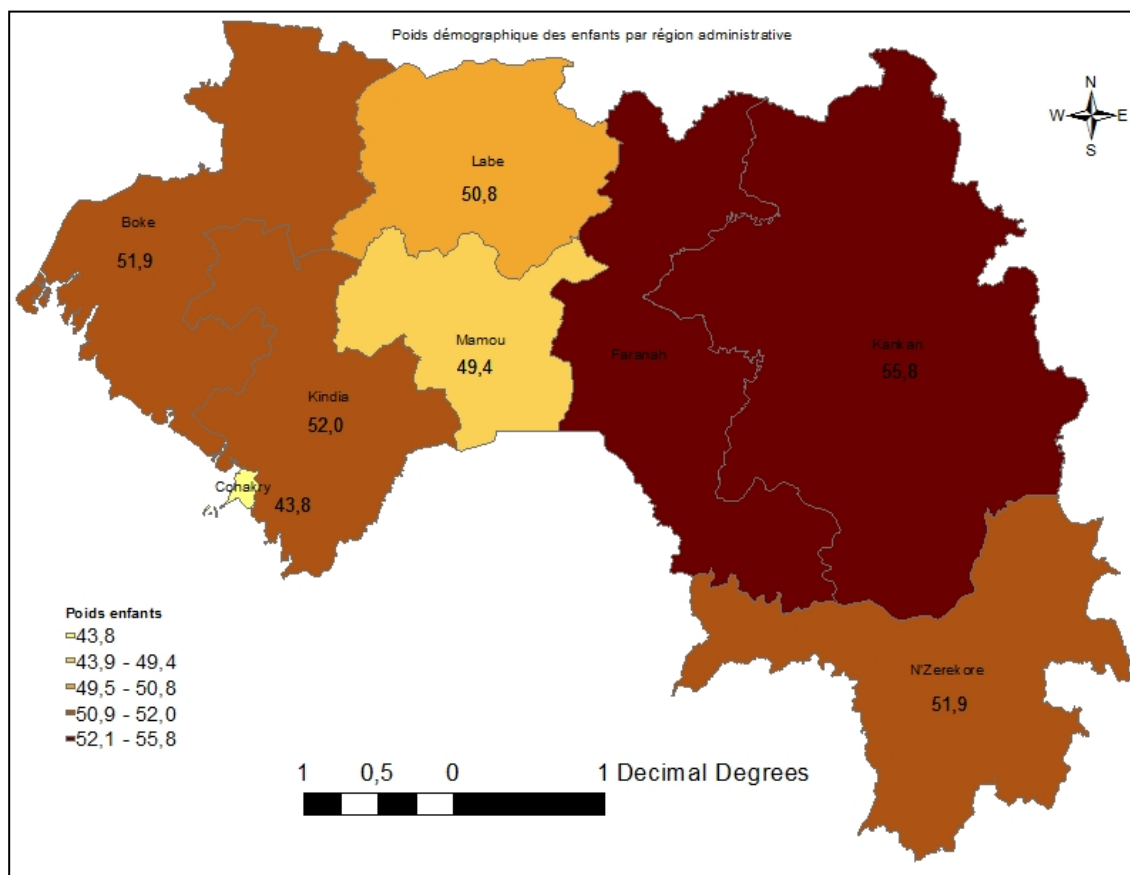 Poids démographique des enfants par région administrative
N
W E
S
Labe
50,8
Boke
51,9
Mamou
49,4
Faranah
Kankan
55,8
Kindia
52,0
Conakry
43,8
N'Zerekore
51,9
Poids enfants
43,8
43,9 - 49,4
49,5 - 50,8
50,9 - 52,0
52,1 - 55,8
1 0,5 0 1 Decimal Degrees